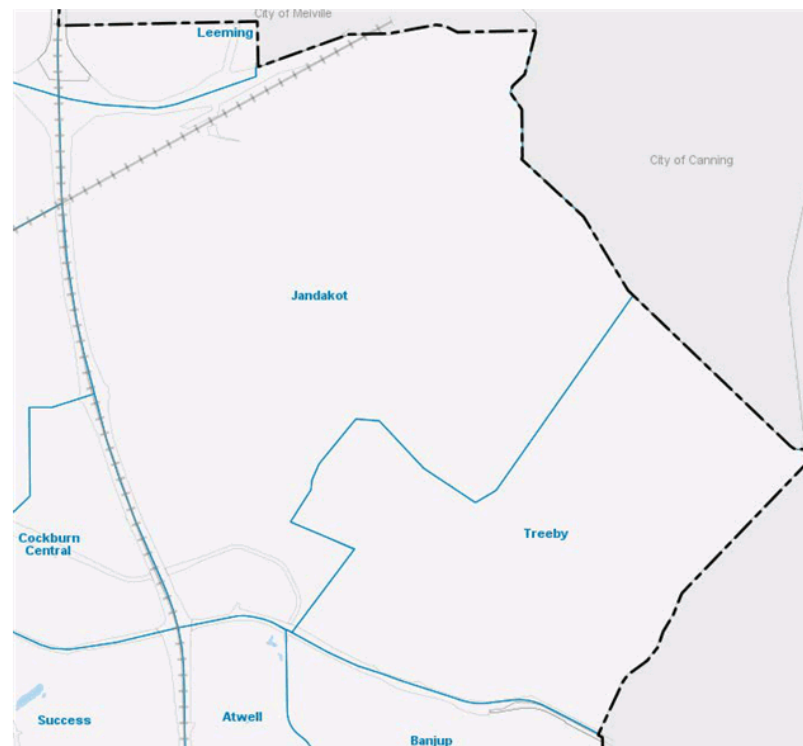 City of Melville
Leeming
City of Canning
Jandakot
Treeby
Cockburn
Central
Success
Atwell
Banjup